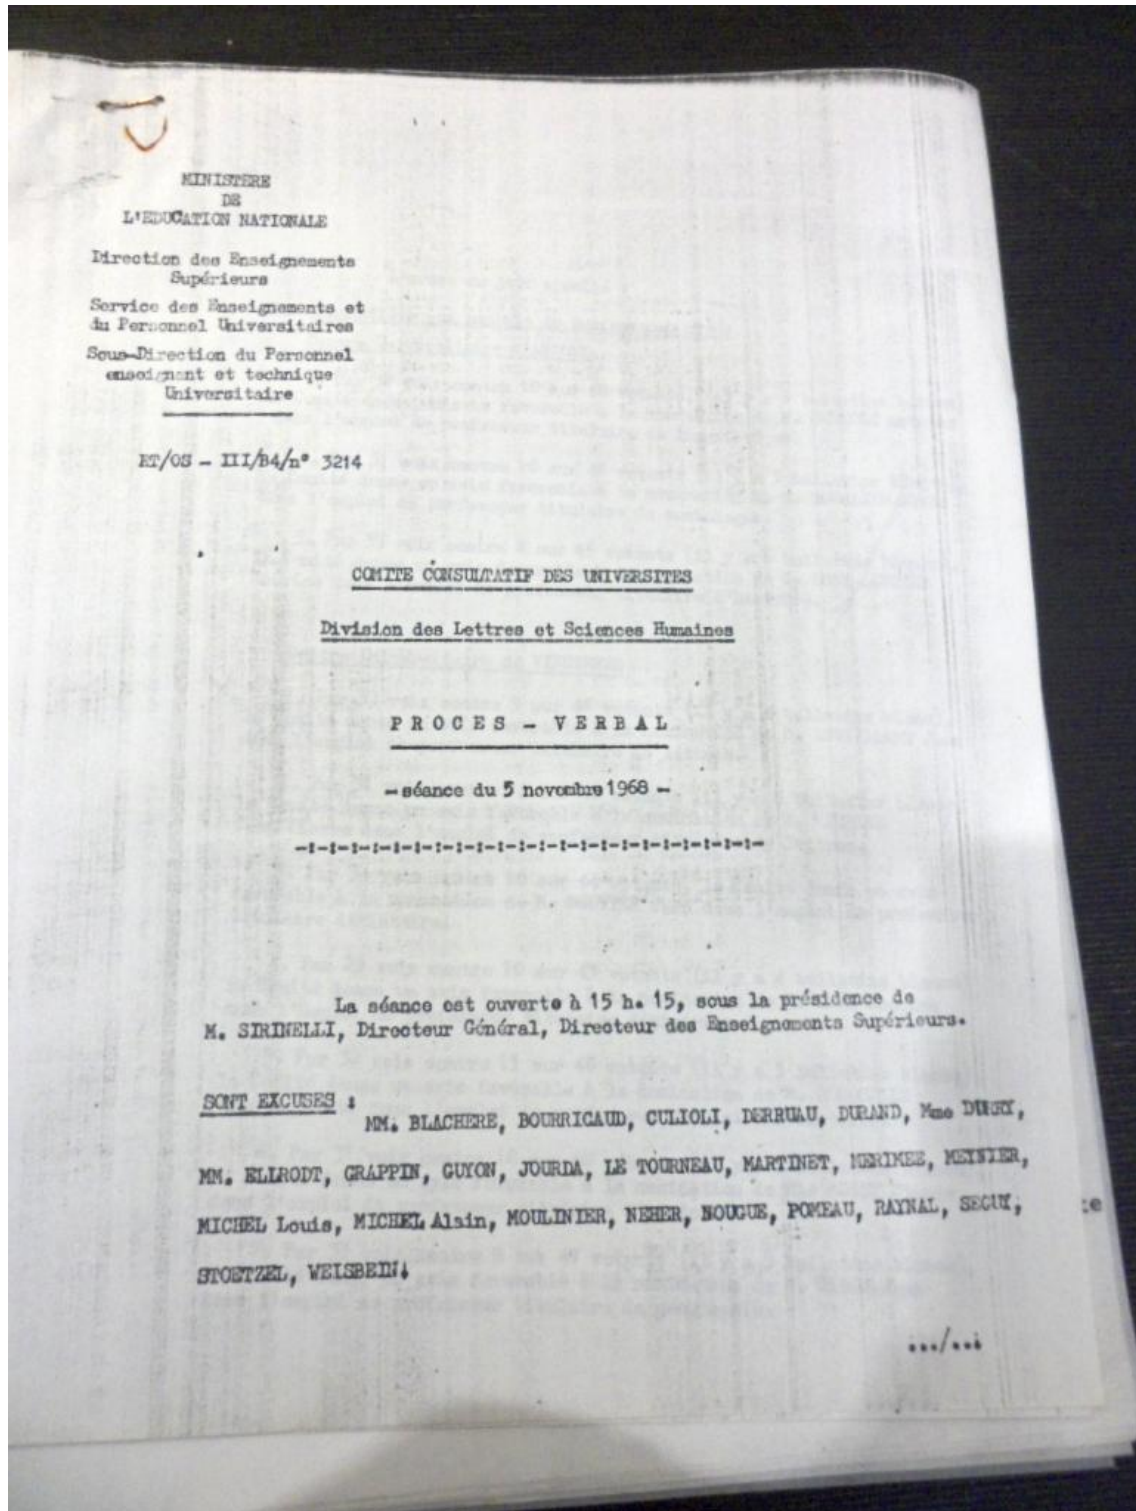 MINISTERE
DE
L'EDUCATION NATIONALE
Direction des Enseignements
Supérieurs
Service des Enseignements et
du Personnel Universitaires
Sous-Direction du Personnel
enseignant et technique
Universitaire
ET/OS - III/B4/n° 3214
COMITE CONSULTATIF DES UNIVERSITES
Division des Lettres et Sciences Humaines
PROCES - VERBAL
-séance du 5 novembre 1968 -
-:-:-:-:-:-:-:-:-:-:-:-:-:-:-:-:-:-:-:-:-:-:-
La séance est ouverte à 15 h. 15, sous la présidence de
M. SIRINELLI, Directeur Général, Directeur des Enseignements Supérieurs.
SONT EXCUSES :
MM. BLACHERE, BOURRICAUD, CULIOLI, DERRUAU, DURAND, Mme DURRY,
MM. ELLRODT, GRAPPIN, GUYON, JOURDA, LE TOURNEAU, MARTINET, MERIMEE, MEYNIER,
MICHEL Louis, MICHEL Alain, MOULINIER, NEHER, NOUGUE, POMEAU, RAYNAL, SEGUY,
STOETZEL, WEISBEIN.
.../...